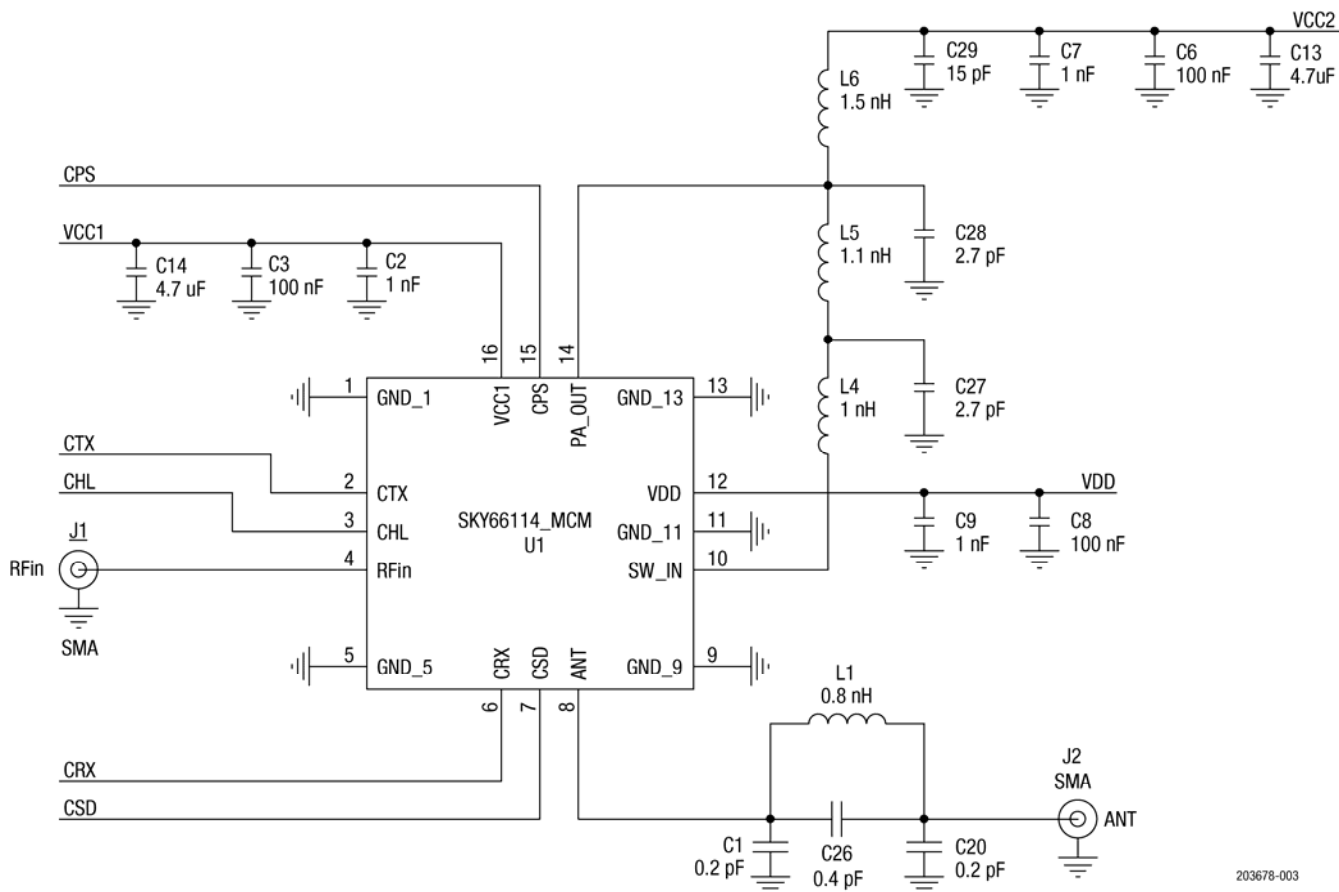 VCC2
C29
15 pF
C7
1 nF
C6
100 nF
C13
4.7uF
L6
1.5 nH
CPS
VCC1
C14
4.7 uF
C3
100 nF
C2
1 nF
L5
1.1 nH
C28
2.7 pF
16
15
14
1
GND_1
VCC1
CPS
PA_OUT
GND_13
13
L4
1 nH
C27
2.7 pF
CTX
2
CTX
VDD
12
VDD
CHL
3
CHL
SKY66114_MCM
U1
GND_11
11
C9
1 nF
C8
100 nF
J1
RFin
4
RFin
SW_IN
10
SMA
5
GND_5
CRX
CSD
ANT
GND_9
9
6
7
8
L1
0.8 nH
CRX
CSD
J2
SMA
ANT
C1
0.2 pF
C26
0.4 pF
C20
0.2 pF
203678-003